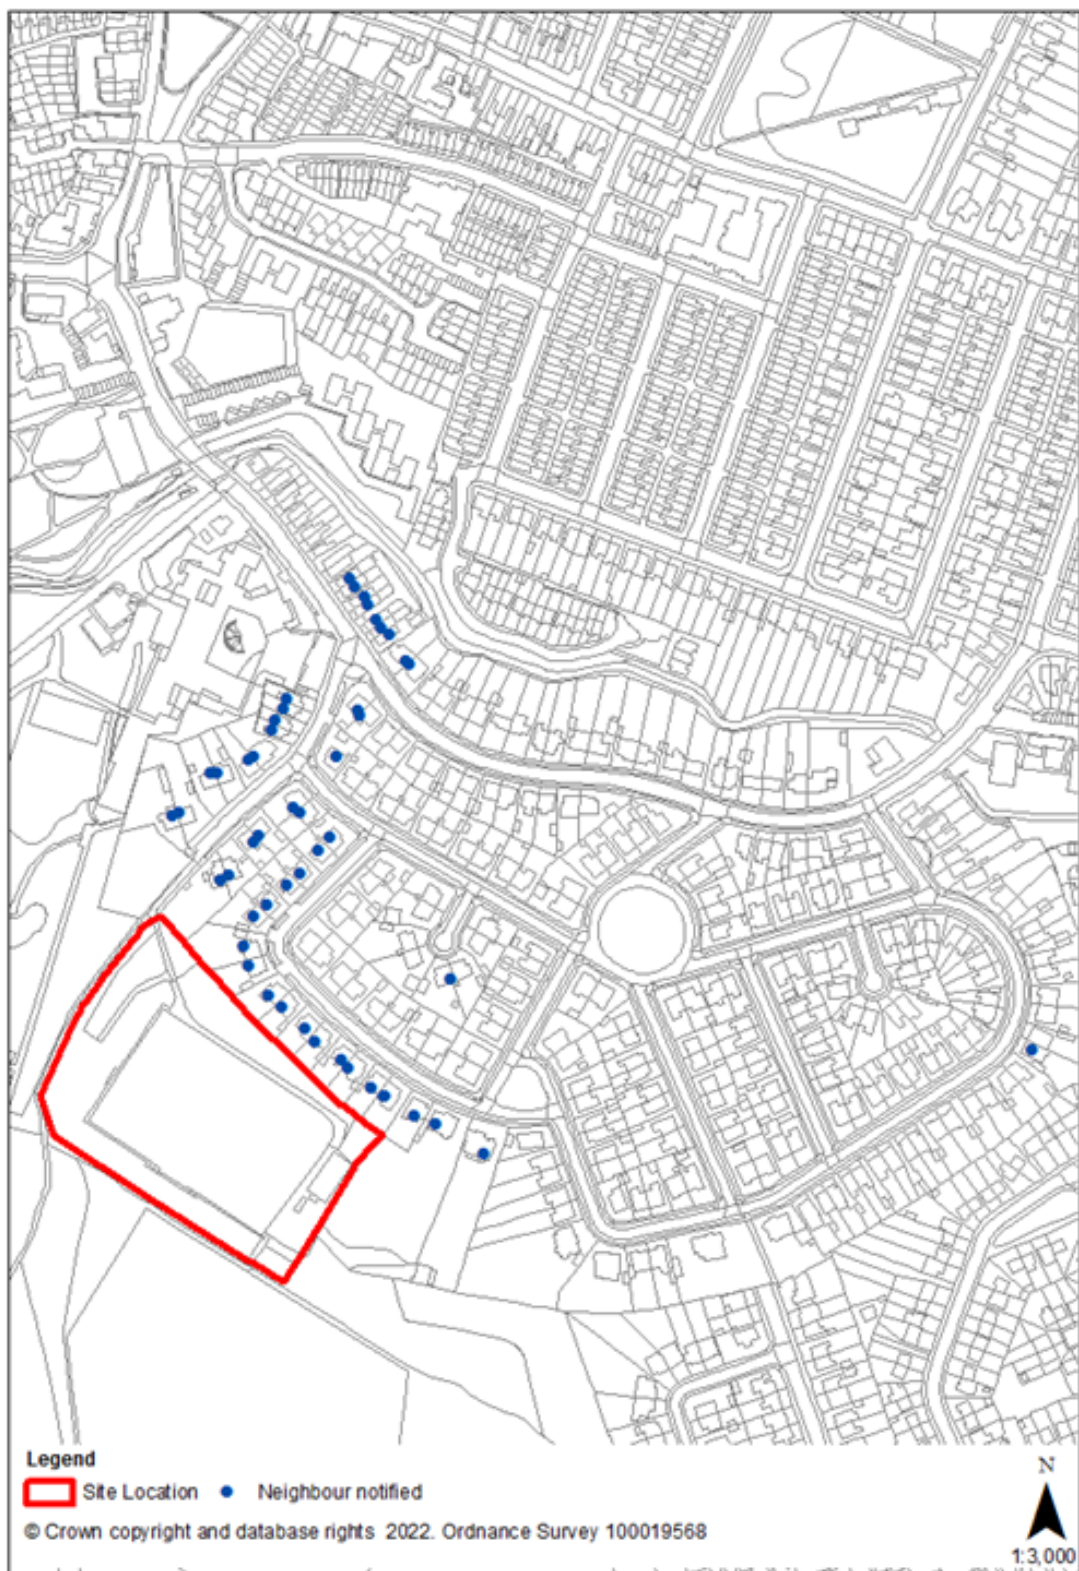 Legend
Site Location Neighbour notified
© Crown copyright and database rights 2022. Ordnance Survey 100019568
N
1:3,000